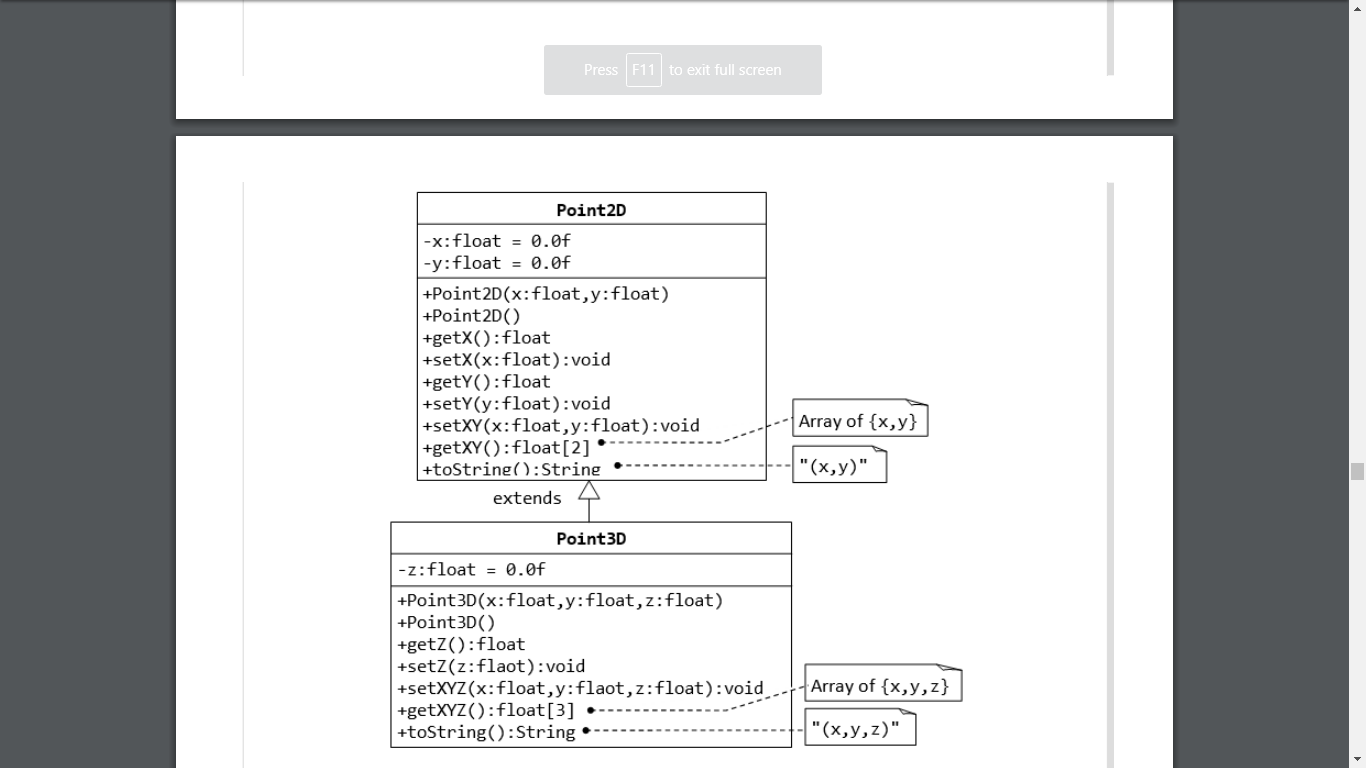 Press F11 to exit full screen
Point2D
-x:float = 0.0f
-y:float = 0.0f
+Point2D(x:float,y:float)
+Point2D()
+getX():float
+setX(x:float):void
+getY():float
+setY(y:float):void
+setXY(x:float,y:float):void
+getXY():float[2]
Array of {x,y}
+toString():String
"(x,y)"
extends
Point3D
-z:float = 0.0f
+Point3D(x:float,y:float,z:float)
+Point3D()
+getZ():float
+setZ(z:flaot):void
+setXYZ(x:float,y:flaot,z:float):void
+getXYZ():float[3]
Array of {x,y,z}
+toString():String
"(x,y,z)"